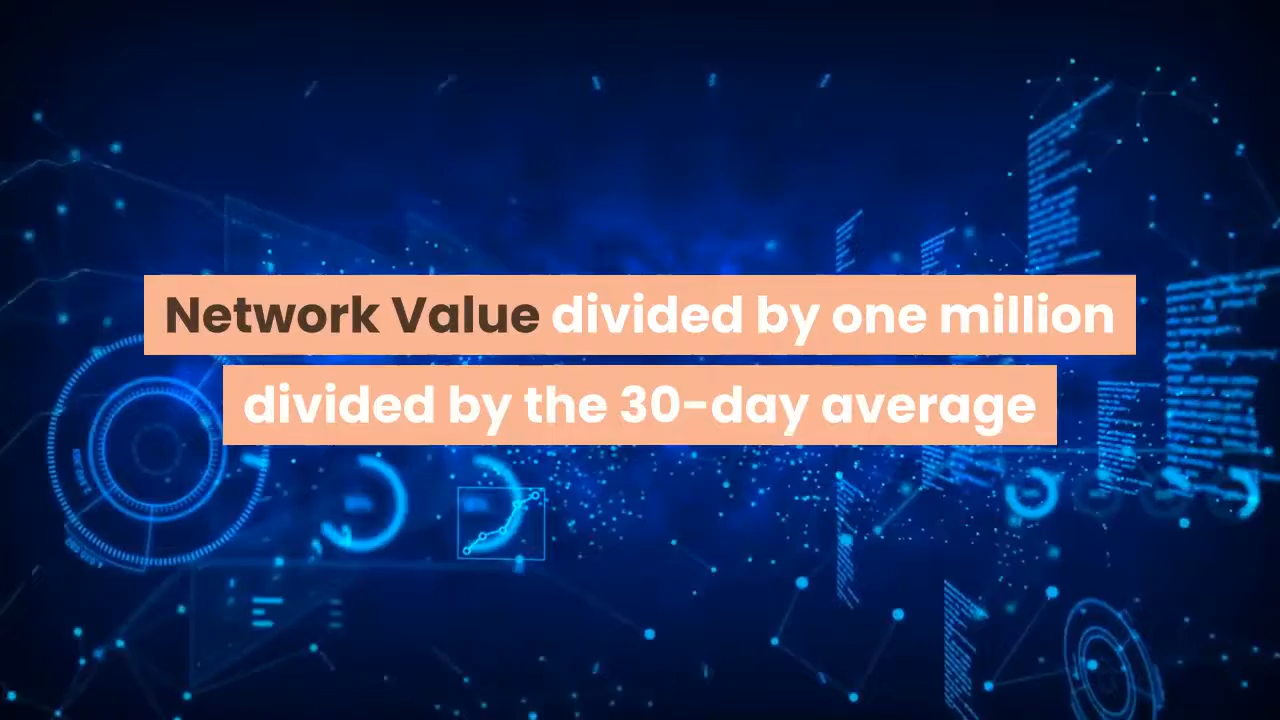 Network Value divided by one million
divided by the 30-day average